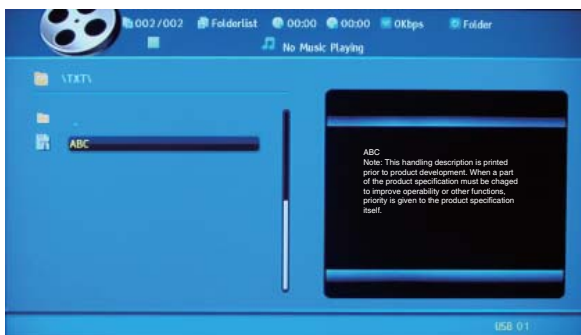 002/002 Folderlist 00:00 00:00 0Kbps Folder
No Music Playing
\TXT\
..
ABC
ABC
Note: This handling description is printed
prior to product development. When a part
of the product specification must be chaged
to improve operability or other functions,
priority is given to the product specification
itself.
USB 01